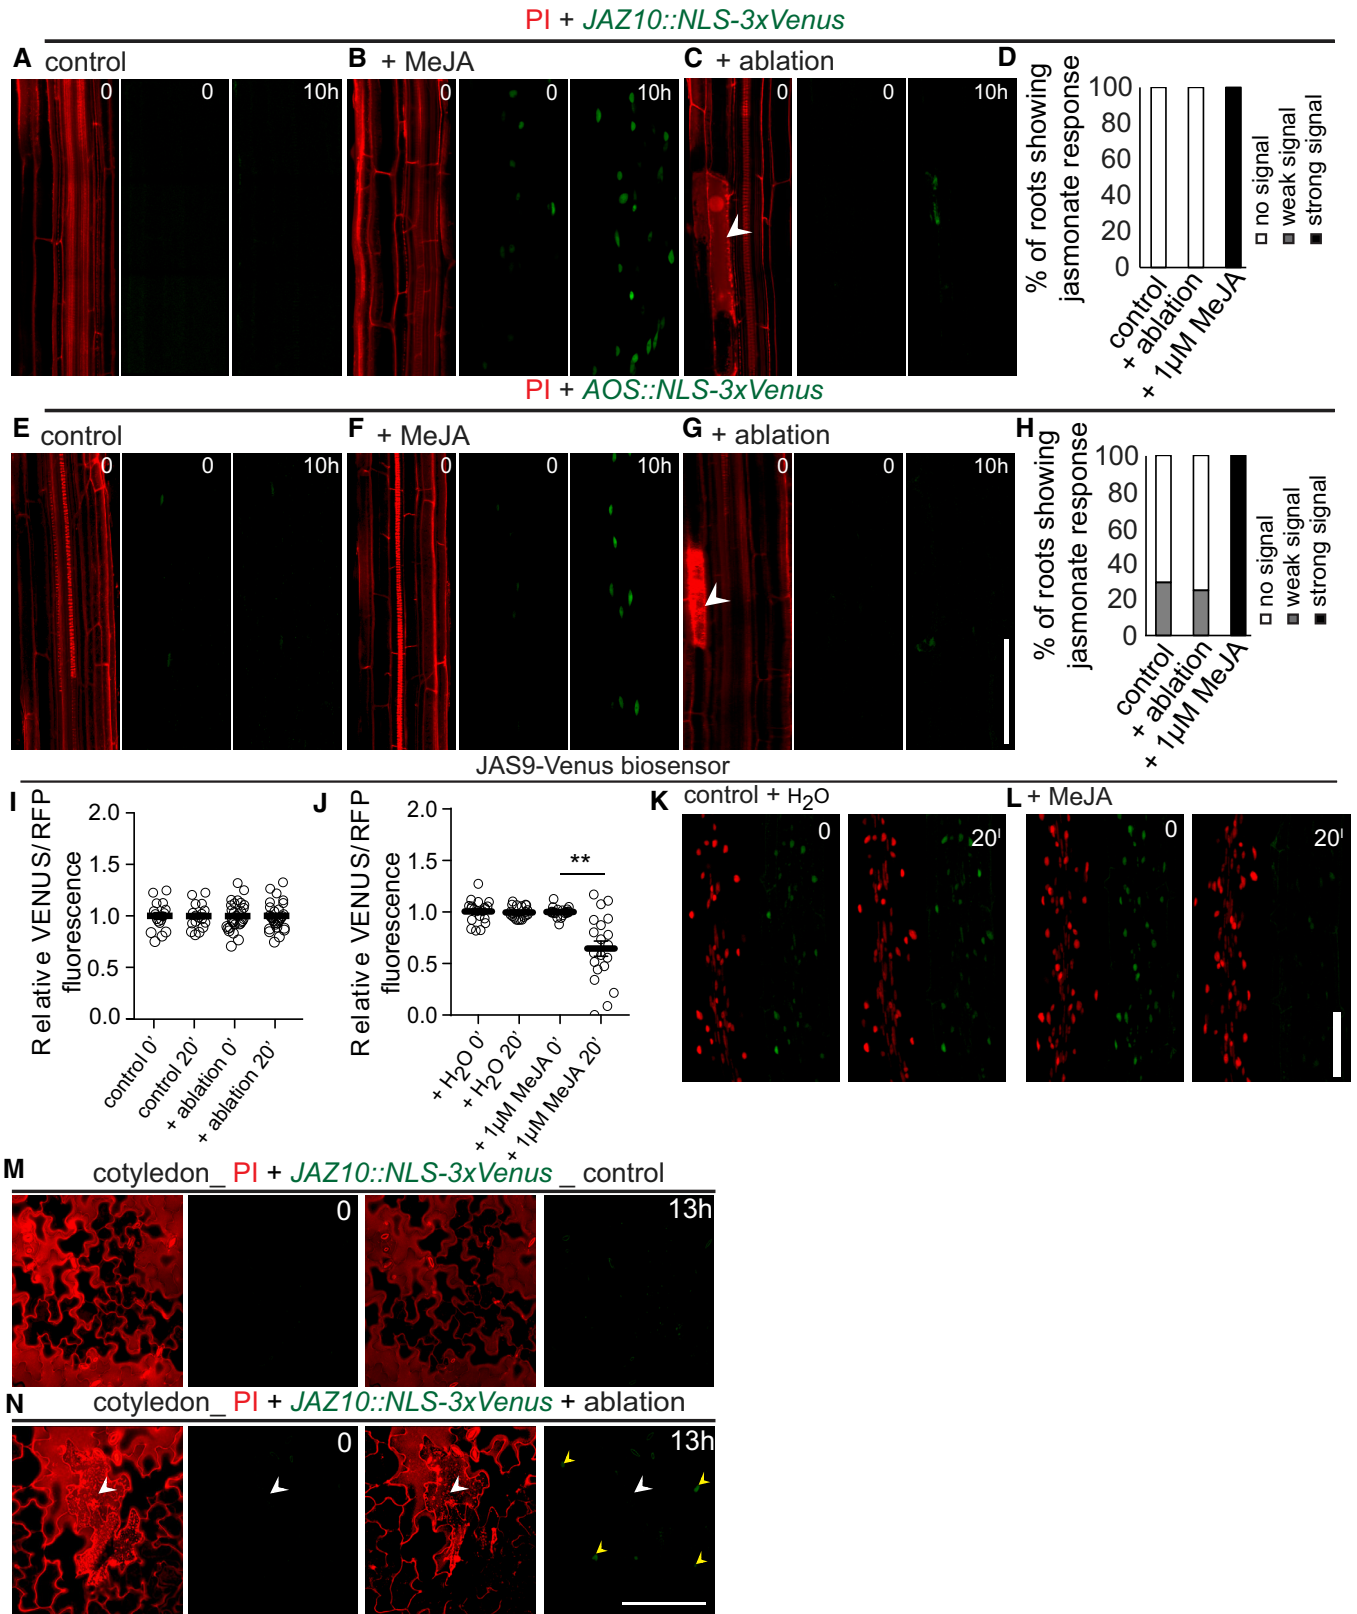 PI + JAZ10::NLS-3xVenus
A control
0
0
10h
B + MeJA
0
0
10h
C + ablation
0
0
10h
D
% of roots showing
jasmonate response
100
80
60
40
20
0
control
+ ablation
+ 1µM MeJA
no signal
weak signal
strong signal
PI + AOS::NLS-3xVenus
E control
0
0
10h
F + MeJA
0
0
10h
G + ablation
0
0
10h
H
% of roots showing
jasmonate response
100
80
60
40
20
0
control
+ ablation
+ 1µM MeJA
no signal
weak signal
strong signal
JAS9-Venus biosensor
I
Relative VENUS/RFP
fluorescence
2.0
1.5
1.0
0.5
0.0
control 0'
control 20'
+ ablation 0'
+ ablation 20'
J
Relative VENUS/RFP
fluorescence
2.0
1.5
1.0
0.5
0.0
**
+ H2O 0'
+ H2O 20'
+ 1µM MeJA 0'
+ 1µM MeJA 20'
K control + H2O
0
20'
L + MeJA
0
20'
M cotyledon_ PI + JAZ10::NLS-3xVenus _ control
0
13h
N cotyledon_ PI + JAZ10::NLS-3xVenus + ablation
0
13h